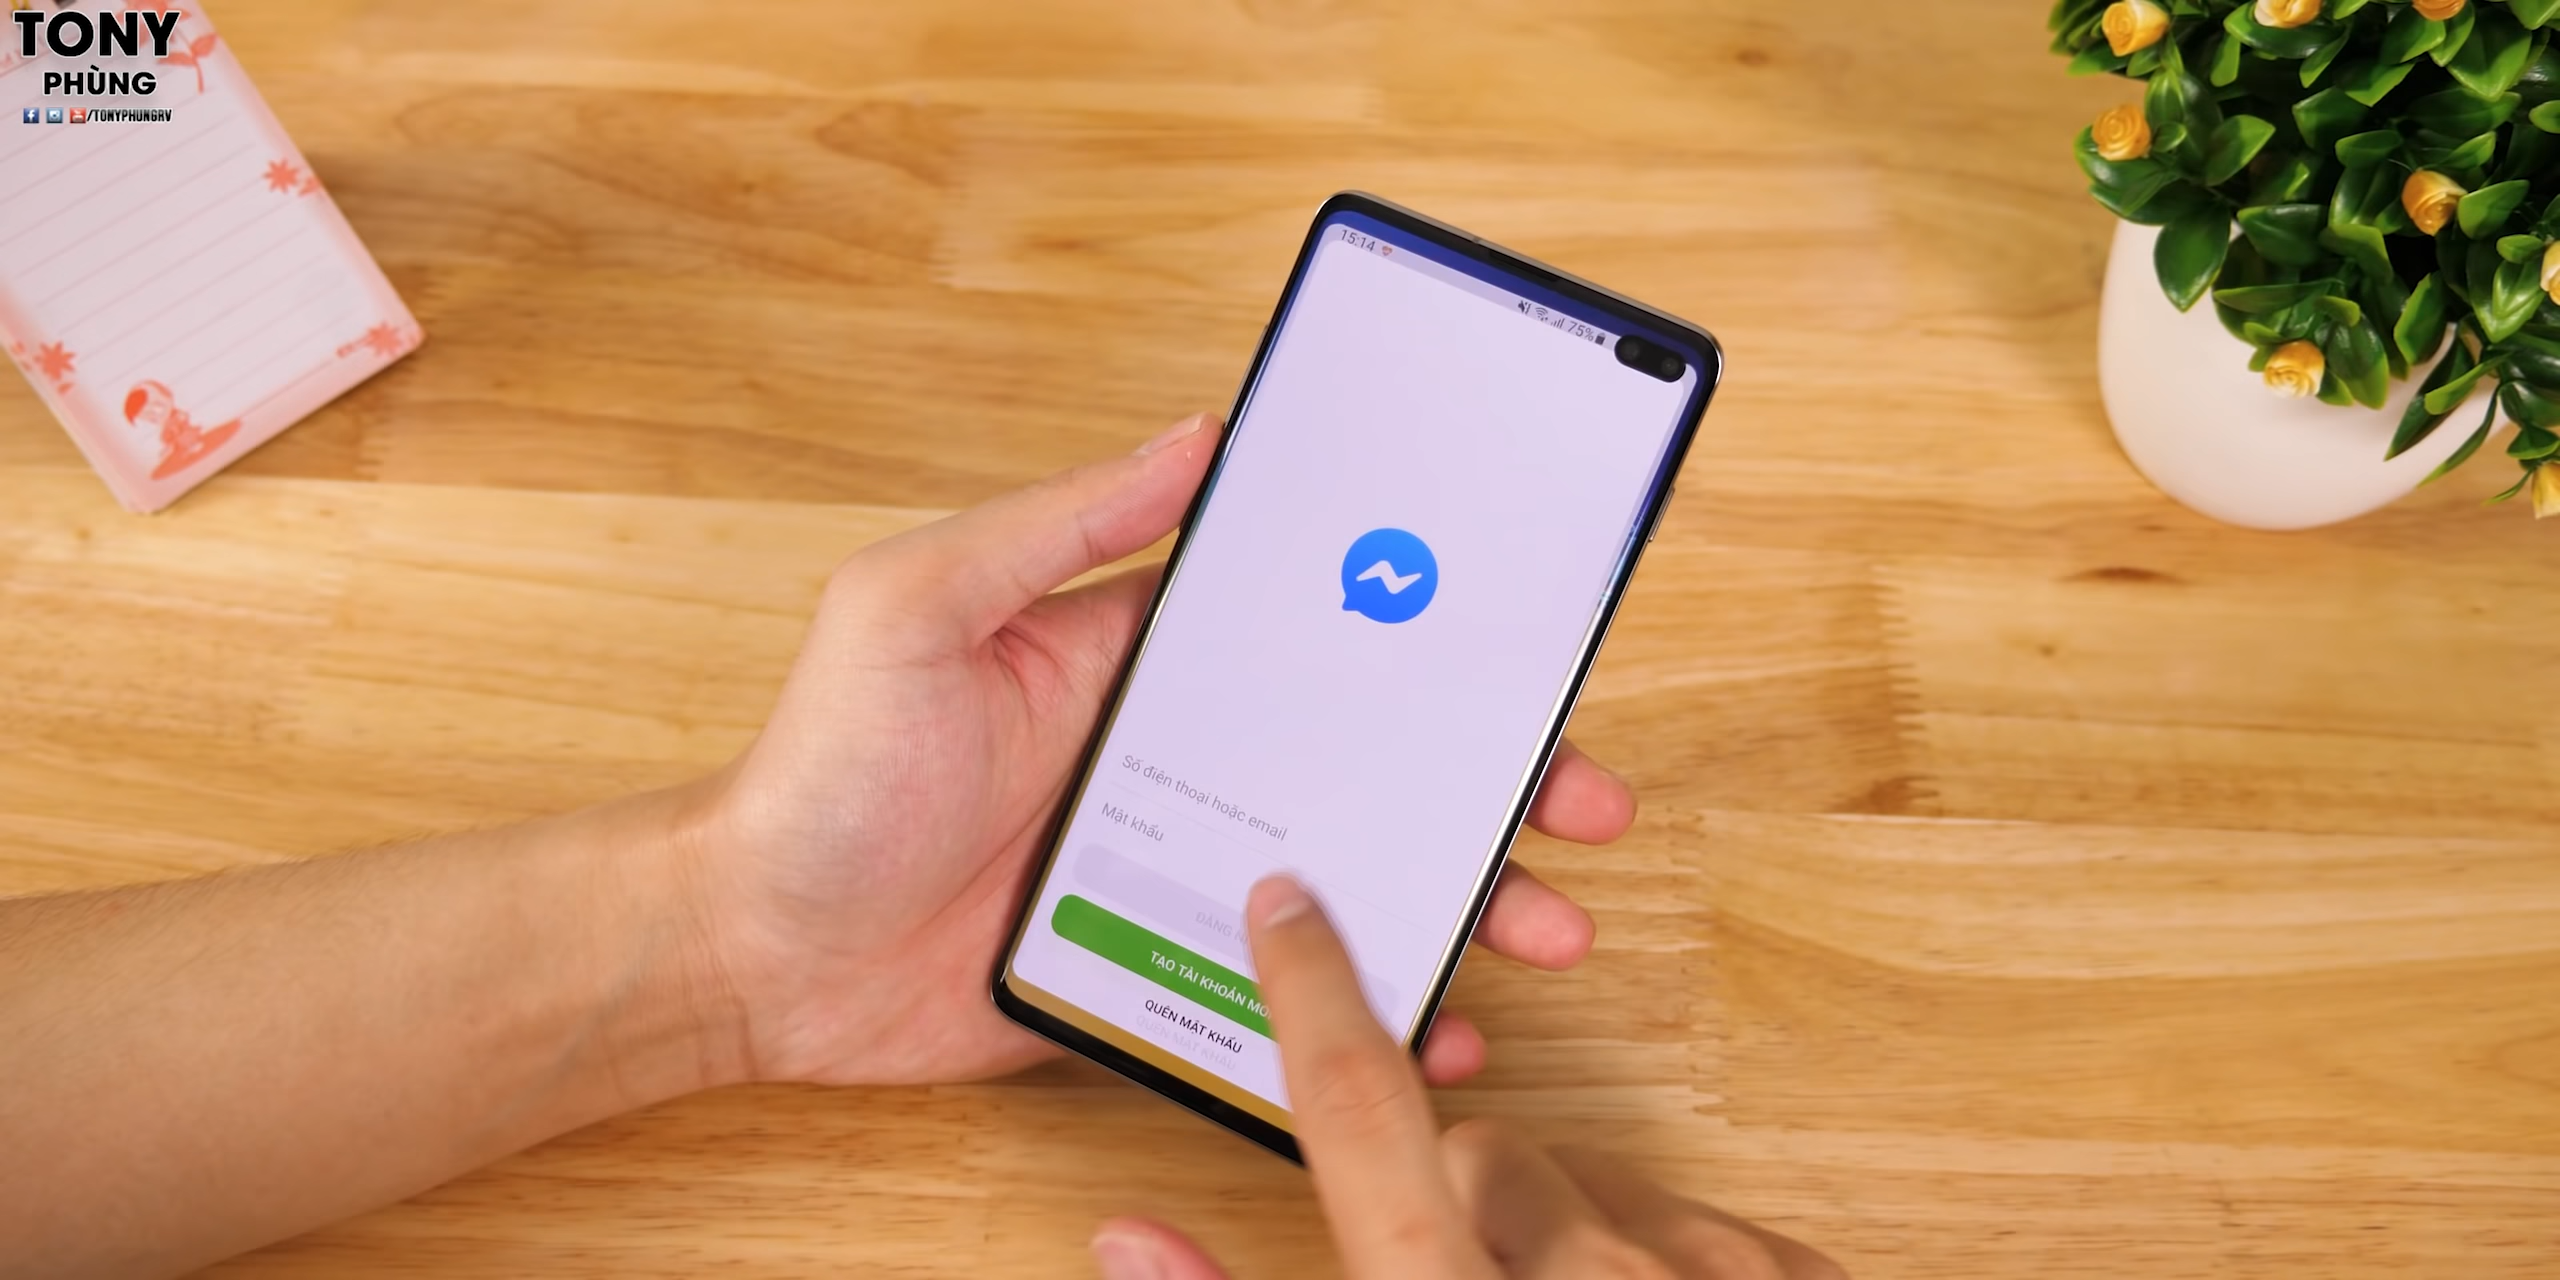 TONY
PHÙNG
/TONYPHUNGRV
15:14
75%
Số điện thoại hoặc email
Mật khẩu
ĐĂNG
TẠO TÀI KHOẢN
QUÊN MẬT KHẨU